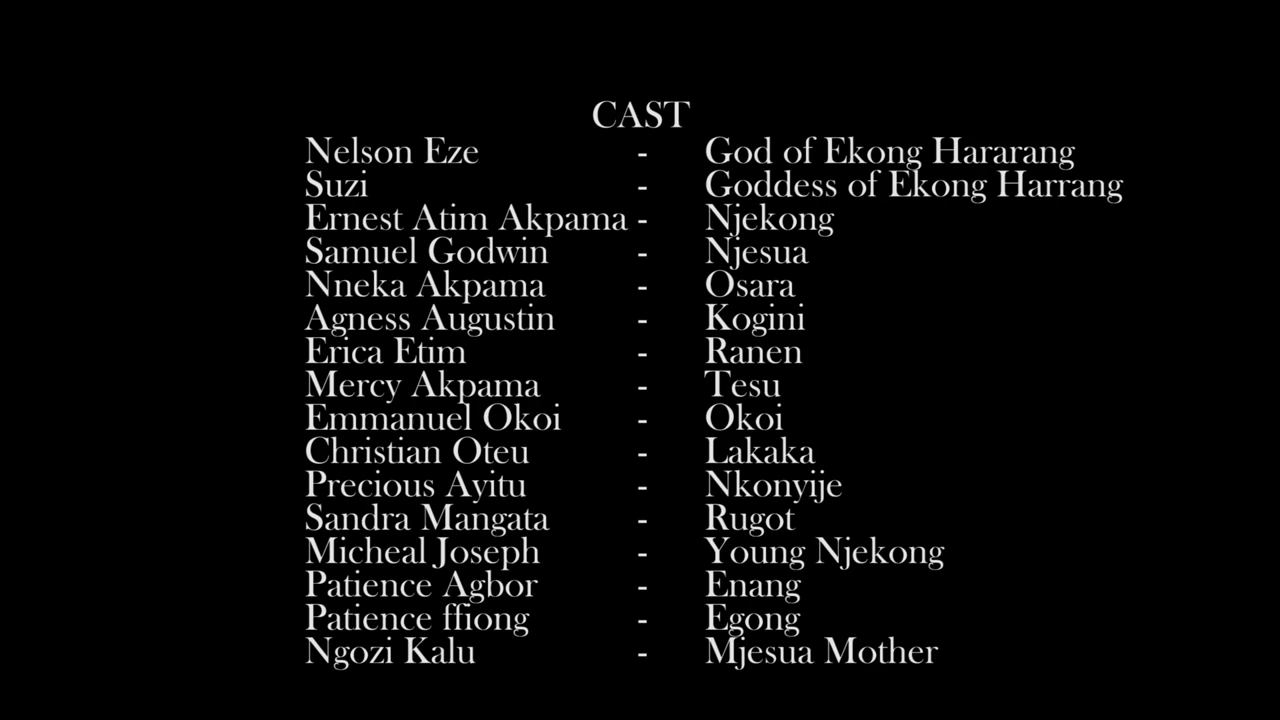 CAST
Nelson Eze - God of Ekong Hararang
Suzi - Goddess of Ekong Harrang
Ernest Atim Akpama - Njekong
Samuel Godwin - Njesua
Nneka Akpama - Osara
Agness Augustin - Kogini
Erica Etim - Ranen
Mercy Akpama - Tesu
Emmanuel Okoi - Okoi
Christian Oteu - Lakaka
Precious Ayitu - Nkonyije
Sandra Mangata - Rugot
Micheal Joseph - Young Njekong
Patience Agbor - Enang
Patience ffiong - Egong
Ngozi Kalu - Mjesua Mother